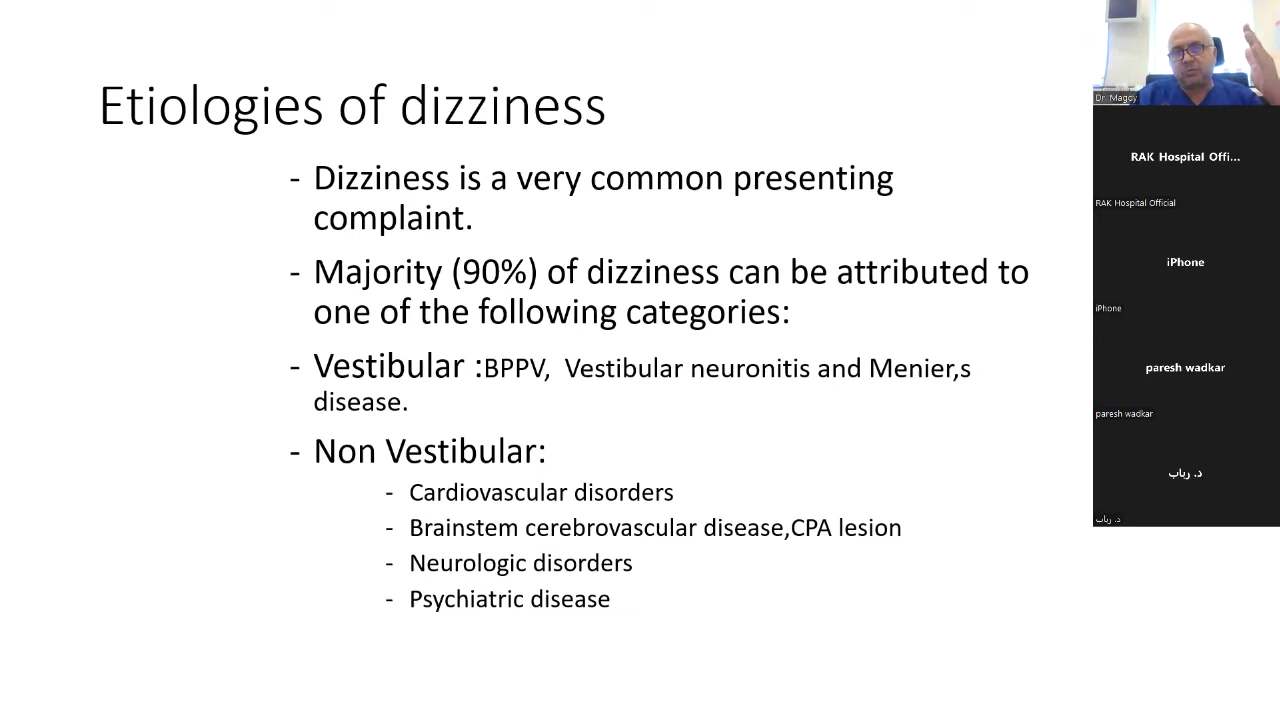 Etiologies of dizziness
- Dizziness is a very common presenting
complaint.
- Majority (90%) of dizziness can be attributed to
one of the following categories:
- Vestibular :BPPV,  Vestibular neuronitis and Menier,s
disease.
- Non Vestibular:
- Cardiovascular disorders
- Brainstem cerebrovascular disease,CPA lesion
- Neurologic disorders
- Psychiatric disease
Dr. Magdy
RAK Hospital Offi...
RAK Hospital Official
iPhone
iPhone
paresh wadkar
paresh wadkar
د. رباب
د. رباب